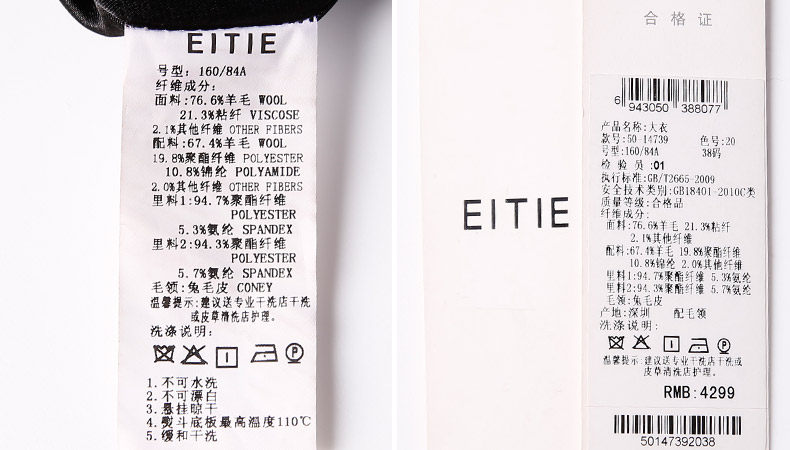 EITIE
号型: 160/84A
纤维成分:
面料:76.6%羊毛 WOOL
21.3%粘纤 VISCOSE
2.1%其他纤维 OTHER FIBERS
配料:67.4%羊毛 WOOL
19.8%聚酯纤维 POLYESTER
10.8%锦纶 POLYAMIDE
2.0%其他纤维 OTHER FIBERS
里料1:94.7%聚酯纤维
POLYESTER
5.3%氨纶 SPANDEX
里料2:94.3%聚酯纤维
POLYESTER
5.7%氨纶 SPANDEX
毛领:兔毛皮 CONEY
温馨提示:建议送专业干洗店干洗
或皮草清洗店护理。
洗涤说明:
1.不可水洗
2.不可漂白
3.悬挂晾干
4.熨斗底板最高温度110℃
5.缓和干洗
EITIE
合格证
6 943050 388077
产品名称:大衣
款号:50-14739 色号:20
号型:160/84A 38码
检验员:01
执行标准:GB/T2665-2009
安全技术类别:GB18401-2010C类
质量等级:合格品
纤维成分:
面料:76.6%羊毛 21.3%粘纤
2.1%其他纤维
配料:67.4%羊毛 19.8%聚酯纤维
10.8%锦纶 2.0%其他纤维
里料1:94.7%聚酯纤维 5.3%氨纶
里料2:94.3%聚酯纤维 5.7%氨纶
毛领:兔毛皮
产地:深圳 配毛领
洗涤说明:
温馨提示:建议送专业干洗店干洗或
皮草清洗店护理。
RMB:4299
50147392038